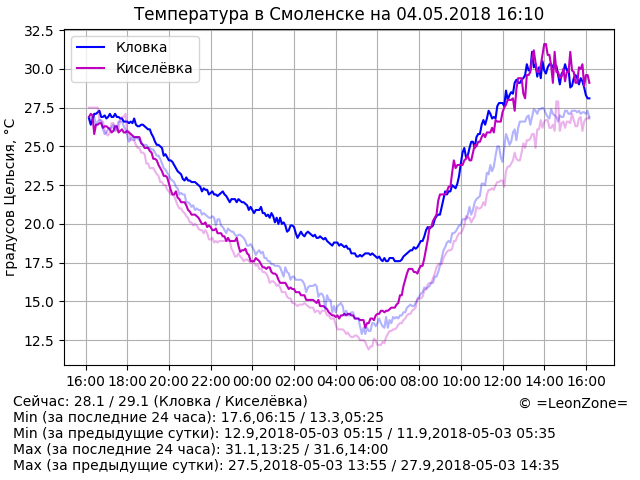 Температура в Смоленске на 04.05.2018 16:10
Кловка
Киселёвка
градусов Цельсия, °C
32.5
30.0
27.5
25.0
22.5
20.0
17.5
15.0
12.5
16:00 18:00 20:00 22:00 00:00 02:00 04:00 06:00 08:00 10:00 12:00 14:00 16:00
Сейчас: 28.1 / 29.1 (Кловка / Киселёвка)
© =LeonZone=
Min (за последние 24 часа): 17.6,06:15 / 13.3,05:25
Min (за предыдущие сутки): 12.9,2018-05-03 05:15 / 11.9,2018-05-03 05:35
Max (за последние 24 часа): 31.1,13:25 / 31.6,14:00
Max (за предыдущие сутки): 27.5,2018-05-03 13:55 / 27.9,2018-05-03 14:35